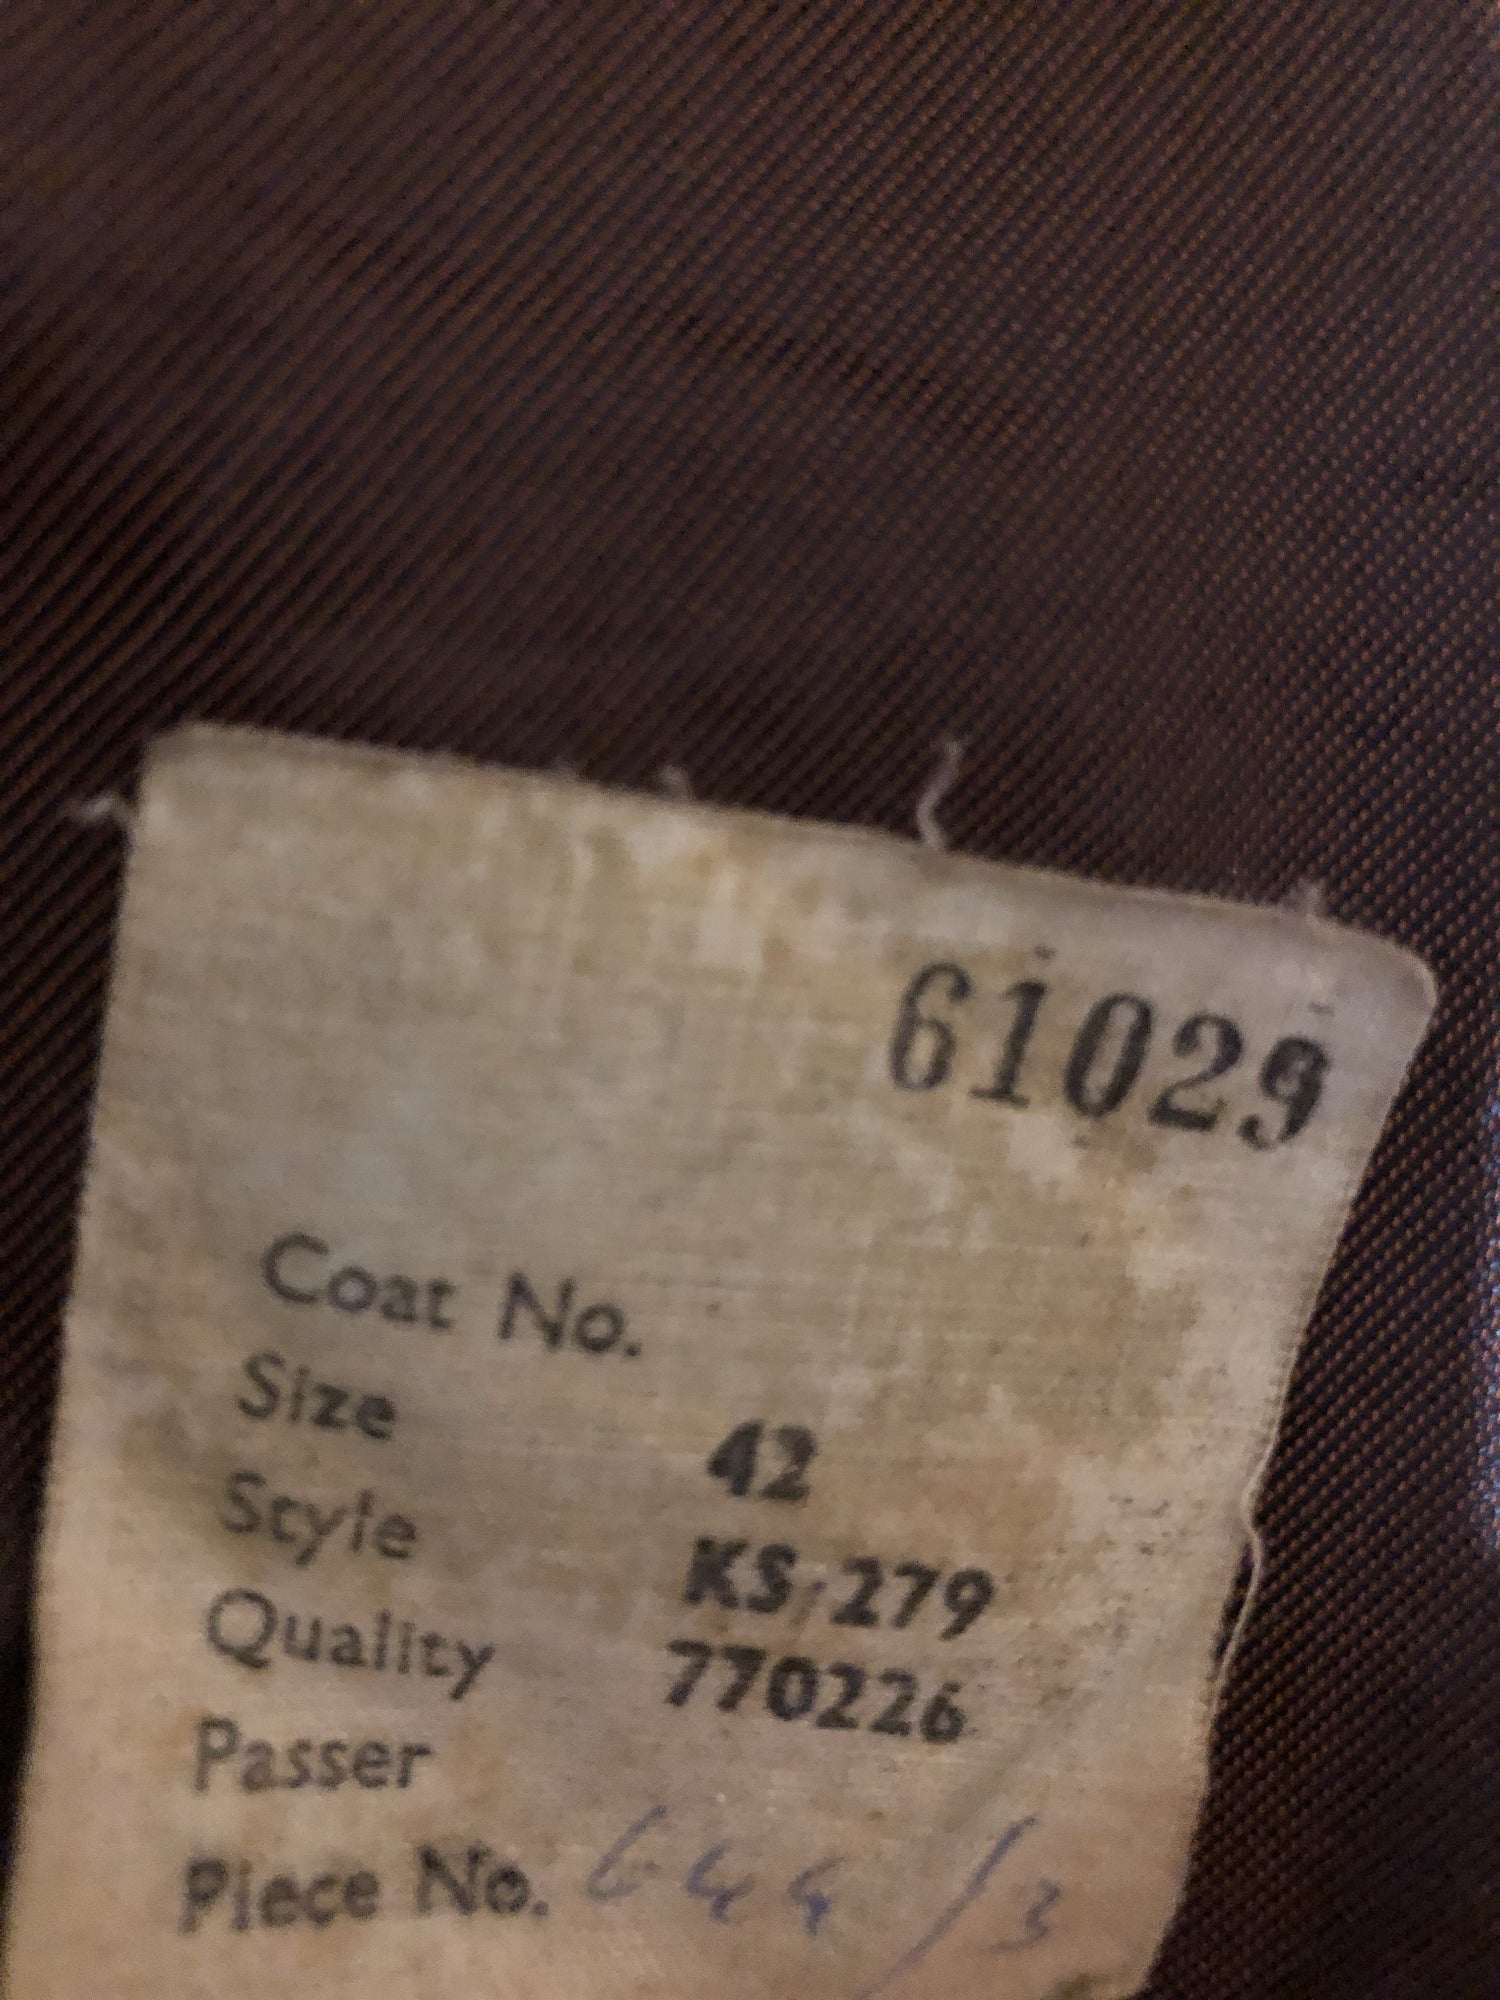 61029
Coat No.
Size 42
Style KS/279
Quality 770226
Passer
Piece No. 644/3